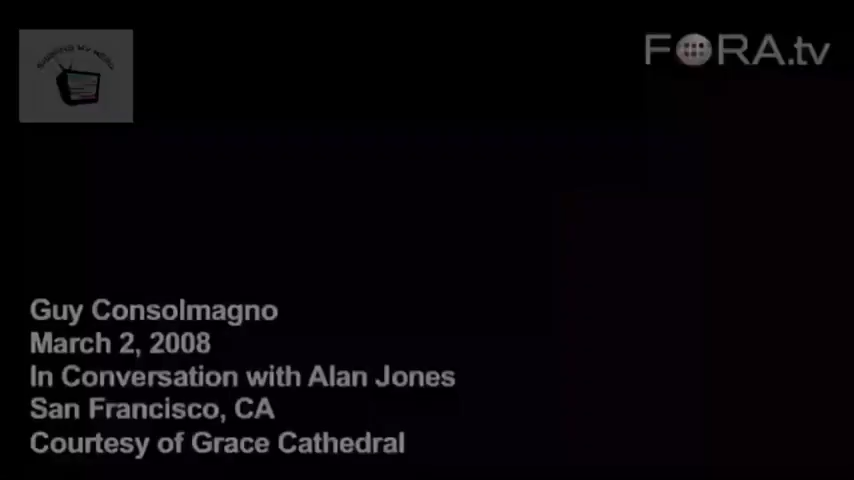 FORA.tv
Guy Consolmagno
March 2, 2008
In Conversation with Alan Jones
San Francisco, CA
Courtesy of Grace Cathedral